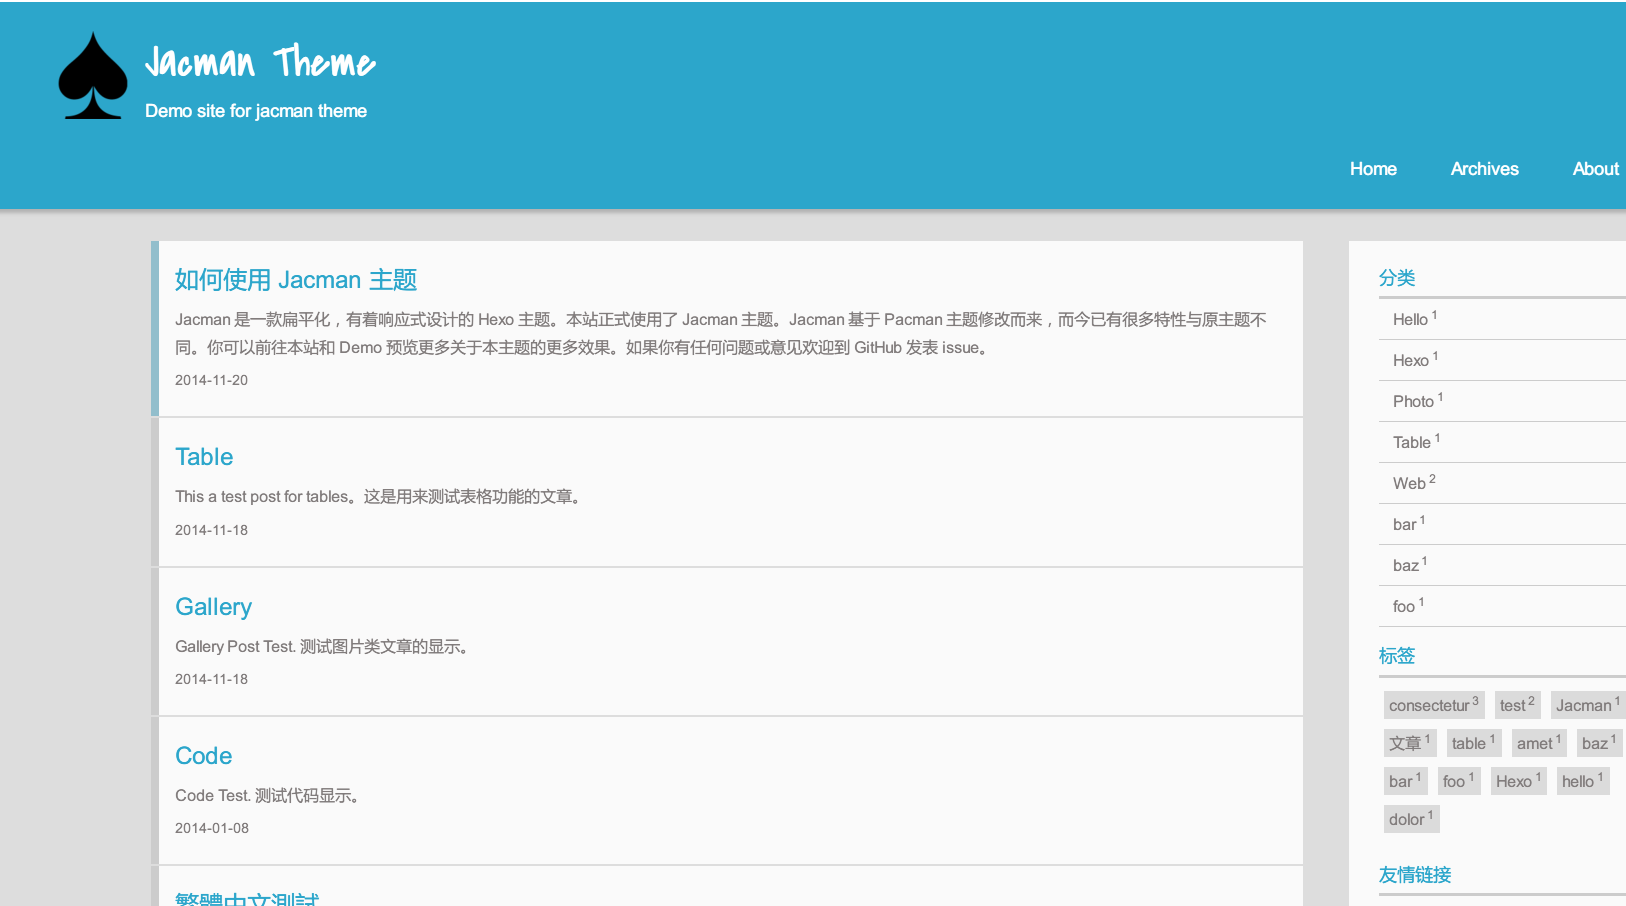 Jacman Theme
Demo site for jacman theme
Home Archives About
如何使用 Jacman 主题
Jacman 是一款扁平化，有着响应式设计的 Hexo 主题。本站正式使用了 Jacman 主题。Jacman 基于 Pacman 主题修改而来，而今已有很多特性与原主题不
同。你可以前往本站和 Demo 预览更多关于本主题的更多效果。如果你有任何问题或意见欢迎到 GitHub 发表 issue。
2014-11-20
Table
This a test post for tables。这是用来测试表格功能的文章。
2014-11-18
Gallery
Gallery Post Test. 测试图片类文章的显示。
2014-11-18
Code
Code Test. 测试代码显示。
2014-01-08
繁體中文測試
分类
Hello 1
Hexo 1
Photo 1
Table 1
Web 2
bar 1
baz 1
foo 1
标签
consectetur 3 test 2 Jacman 1
文章 1 table 1 amet 1 baz 1
bar 1 foo 1 Hexo 1 hello 1
dolor 1
友情链接